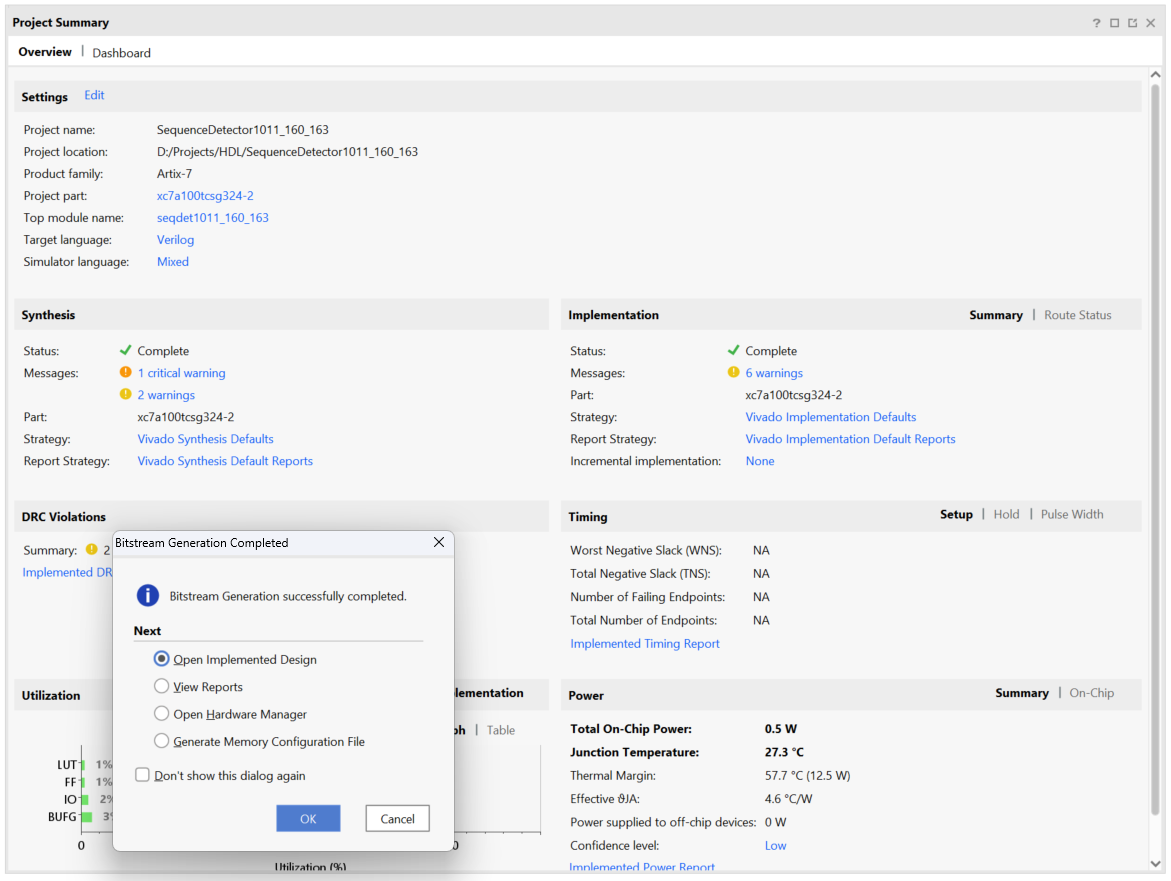 Project Summary
Overview | Dashboard
Settings Edit
Project name: SequenceDetector1011_160_163
Project location: D:/Projects/HDL/SequenceDetector1011_160_163
Product family: Artix-7
Project part: xc7a100tcsg324-2
Top module name: seqdet1011_160_163
Target language: Verilog
Simulator language: Mixed
Synthesis
Status: Complete
Messages: 1 critical warning
2 warnings
Part: xc7a100tcsg324-2
Strategy: Vivado Synthesis Defaults
Report Strategy: Vivado Synthesis Default Reports
Implementation Summary | Route Status
Status: Complete
Messages: 6 warnings
Part: xc7a100tcsg324-2
Strategy: Vivado Implementation Defaults
Report Strategy: Vivado Implementation Default Reports
Incremental implementation: None
DRC Violations
Summary: 2
Implemented DR
Timing Setup | Hold | Pulse Width
Worst Negative Slack (WNS): NA
Total Negative Slack (TNS): NA
Number of Failing Endpoints: NA
Total Number of Endpoints: NA
Implemented Timing Report
Bitstream Generation Completed
Bitstream Generation successfully completed.
Next
Open Implemented Design
View Reports
Open Hardware Manager
Generate Memory Configuration File
Don't show this dialog again
OK Cancel
Utilization lementation
ph | Table
LUT 1%
FF 1%
IO 2%
BUFG 3%
0 0
Utilization (%)
Power Summary | On-Chip
Total On-Chip Power: 0.5 W
Junction Temperature: 27.3 °C
Thermal Margin: 57.7 °C (12.5 W)
Effective ϑJA: 4.6 °C/W
Power supplied to off-chip devices: 0 W
Confidence level: Low
Implemented Power Report